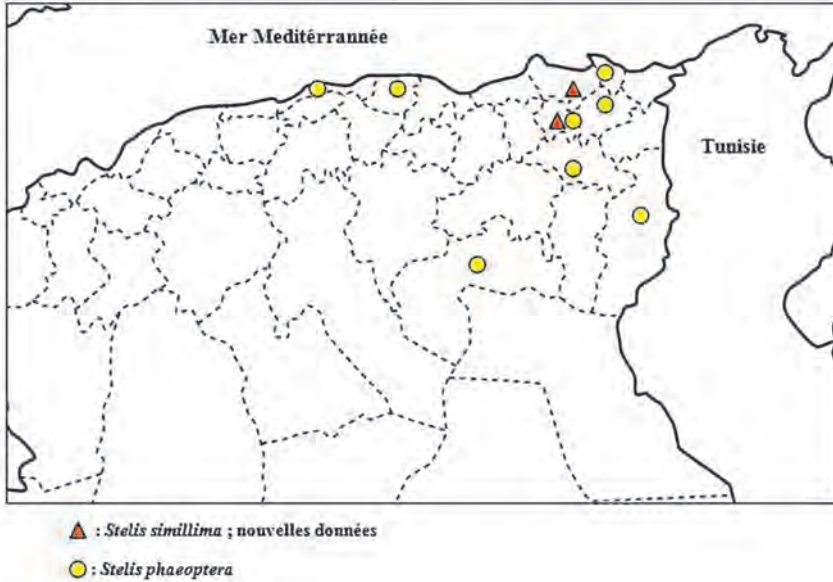 Mer Meditérrannée
Tunisie
: Stelis simillima ; nouvelles données
: Stelis phaeoptera